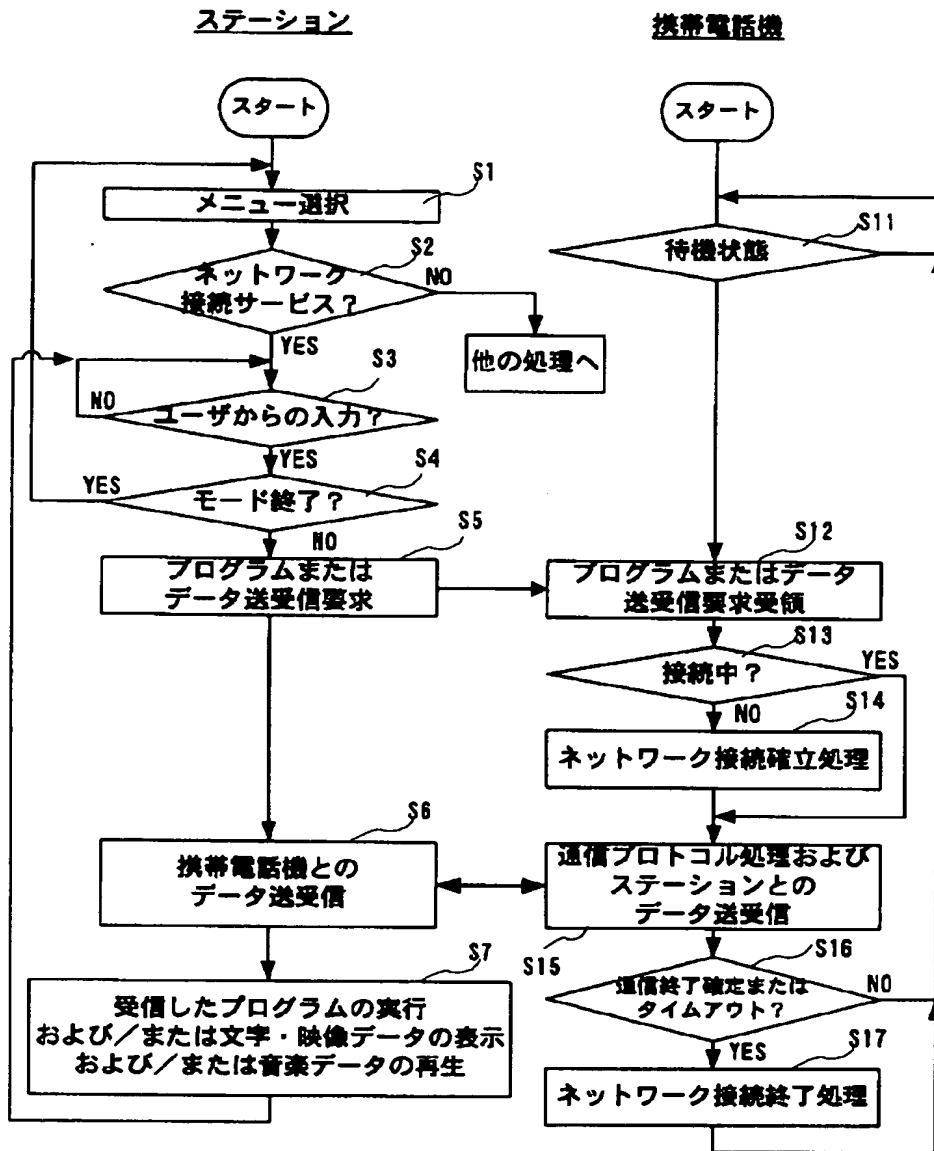 ステーション
スタート
S1
メニュー選択
S2
ネットワーク
接続サービス?
NO
YES
他の処理へ
S3
NO
ユーザからの入力?
YES
S4
YES
モード終了?
NO
S5
プログラムまたは
データ送受信要求
S6
携帯電話機との
データ送受信
S7
受信したプログラムの実行
および/または文字・映像データの表示
および/または音楽データの再生
携帯電話機
スタート
S11
待機状態
S12
プログラムまたはデータ
送受信要求受領
S13
接続中?
YES
NO
S14
ネットワーク接続確立処理
通信プロトコル処理および
ステーションとの
データ送受信
S15
S16
通信終了確定または
タイムアウト?
NO
YES
S17
ネットワーク接続終了処理